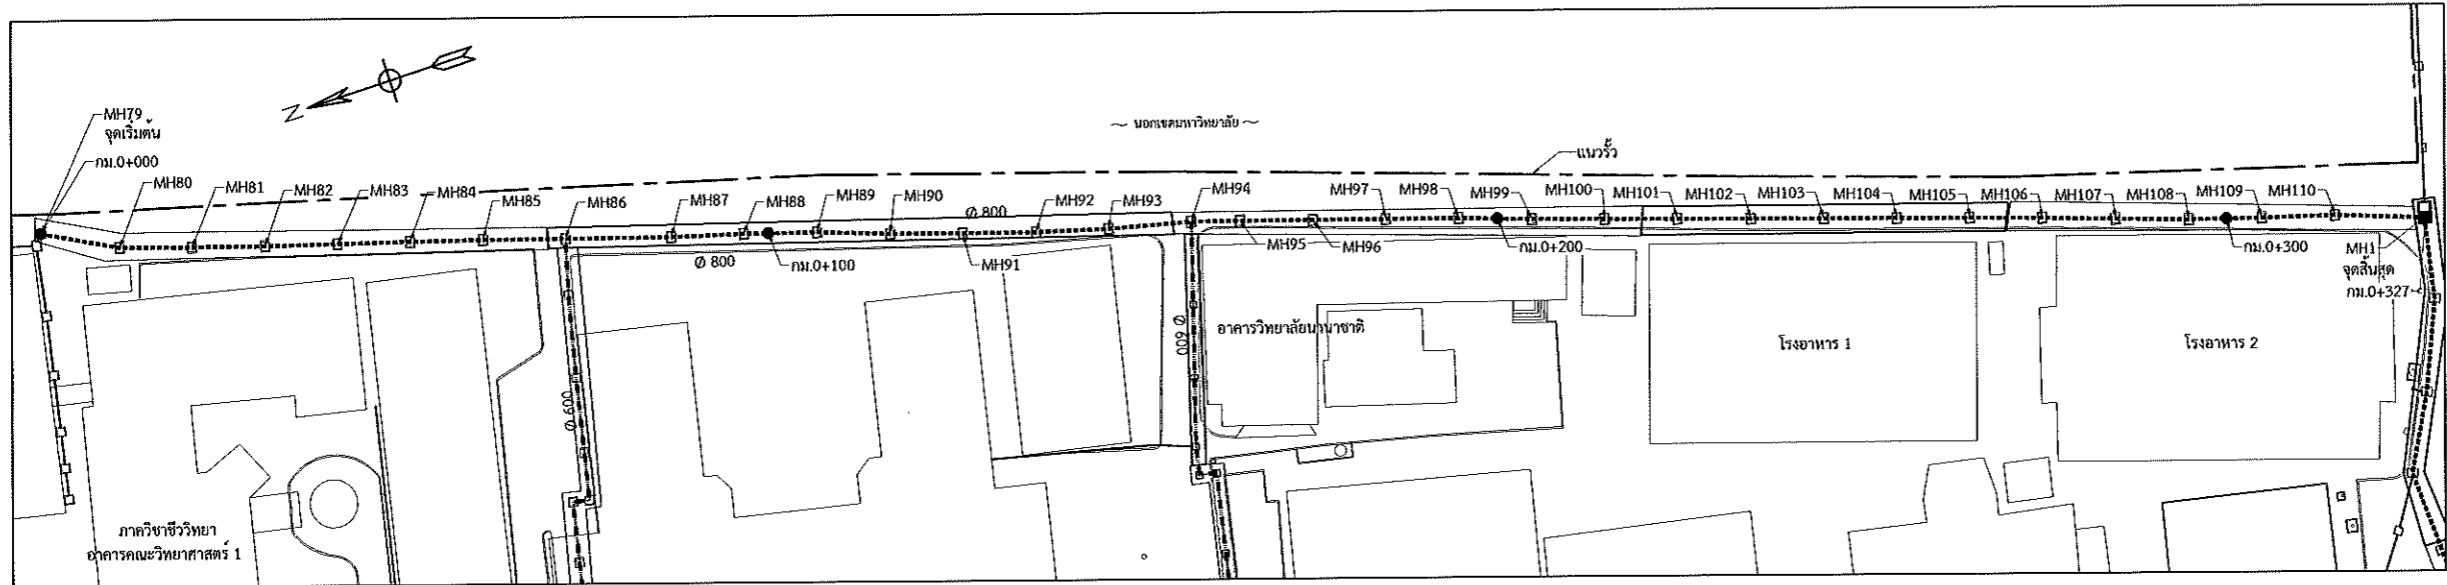 N
MH79
จุดเริ่มต้น
กม.0+000
~ นอกเขตมหาวิทยาลัย ~
แนวรั้ว
MH80
MH81
MH82
MH83
MH84
MH85
MH86
MH87
MH88
MH89
MH90
Ø 800
MH92
MH93
MH94
MH97
MH98
MH99
MH100
MH101
MH102
MH103
MH104
MH105
MH106
MH107
MH108
MH109
MH110
Ø 800
กม.0+100
MH91
MH95
MH96
กม.0+200
กม.0+300
MH1
จุดสิ้นสุด
กม.0+327
Ø 600
Ø 600
อาคารวิทยาลัยนานาชาติ
โรงอาหาร 1
โรงอาหาร 2
ภาควิชาชีววิทยา
อาคารคณะวิทยาศาสตร์ 1